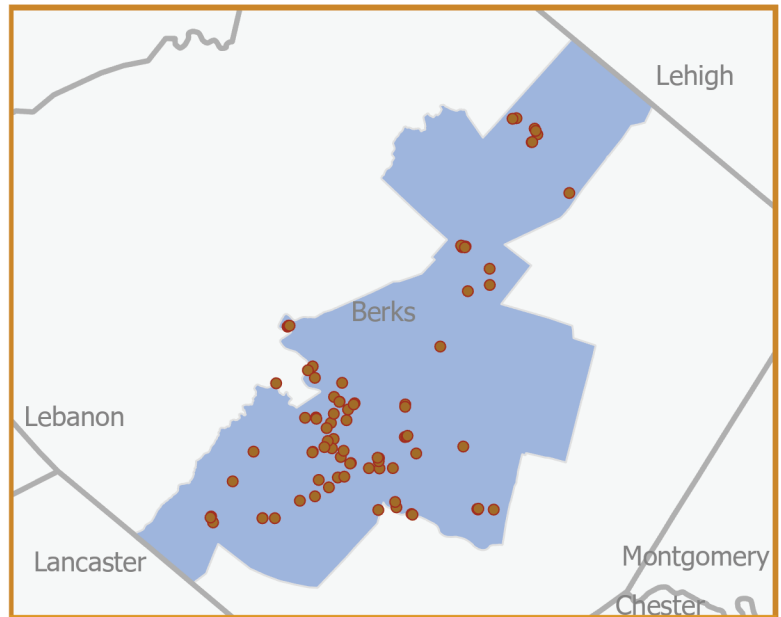 Lehigh
Berks
Lebanon
Lancaster
Montgomery
Chester